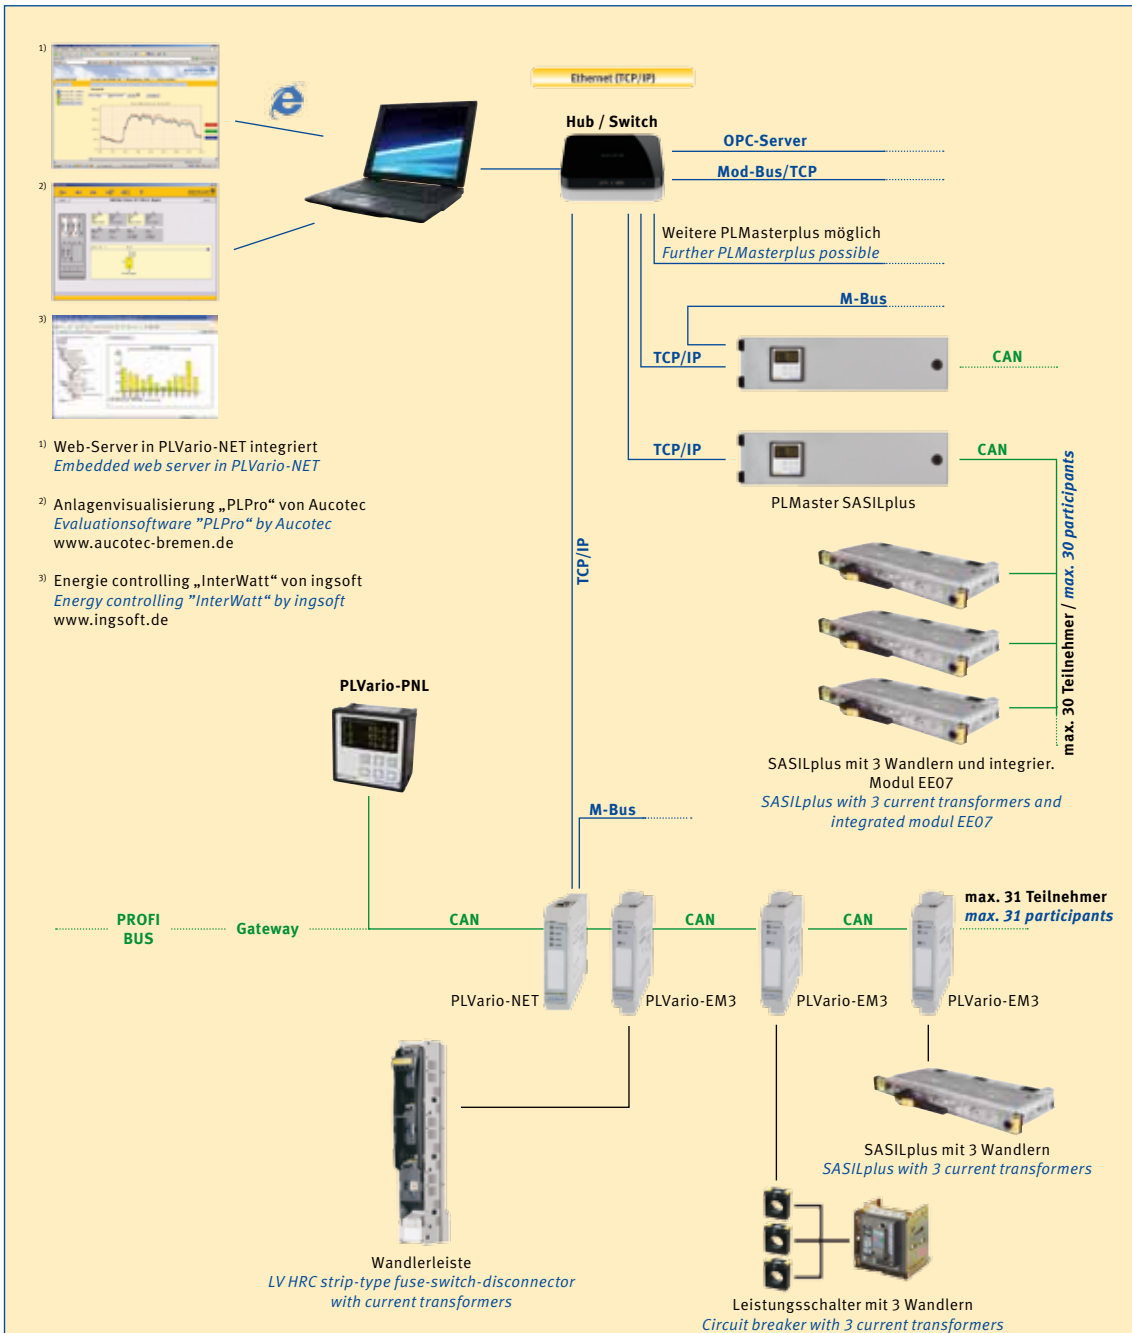 Ethernet (TCP/IP)
1)
Hub / Switch
OPC-Server
Mod-Bus/TCP
2)
Weitere PLMasterplus möglich
Further PLMasterplus possible
M-Bus
3)
TCP/IP
CAN
1) Web-Server in PLVario-NET integriert
Embedded web server in PLVario-NET
2) Anlagenvisualisierung „PLPro“ von Aucotec
Evaluationsoftware ”PLPro” by Aucotec
www.aucotec-bremen.de
3) Energie controlling „InterWatt“ von ingsoft
Energy controlling ”InterWatt” by ingsoft
www.ingsoft.de
TCP/IP
CAN
PLMaster SASILplus
TCP/IP
max. 30 Teilnehmer / max. 30 participants
PLVario-PNL
SASILplus mit 3 Wandlern und integrier.
Modul EE07
SASILplus with 3 current transformers and
integrated modul EE07
M-Bus
PROFI
BUS
Gateway
CAN
CAN
CAN
max. 31 Teilnehmer
max. 31 participants
PLVario-NET
PLVario-EM3
PLVario-EM3
PLVario-EM3
SASILplus mit 3 Wandlern
SASILplus with 3 current transformers
Wandlerleiste
LV HRC strip-type fuse-switch-disconnector
with current transformers
Leistungsschalter mit 3 Wandlern
Circuit breaker with 3 current transformers